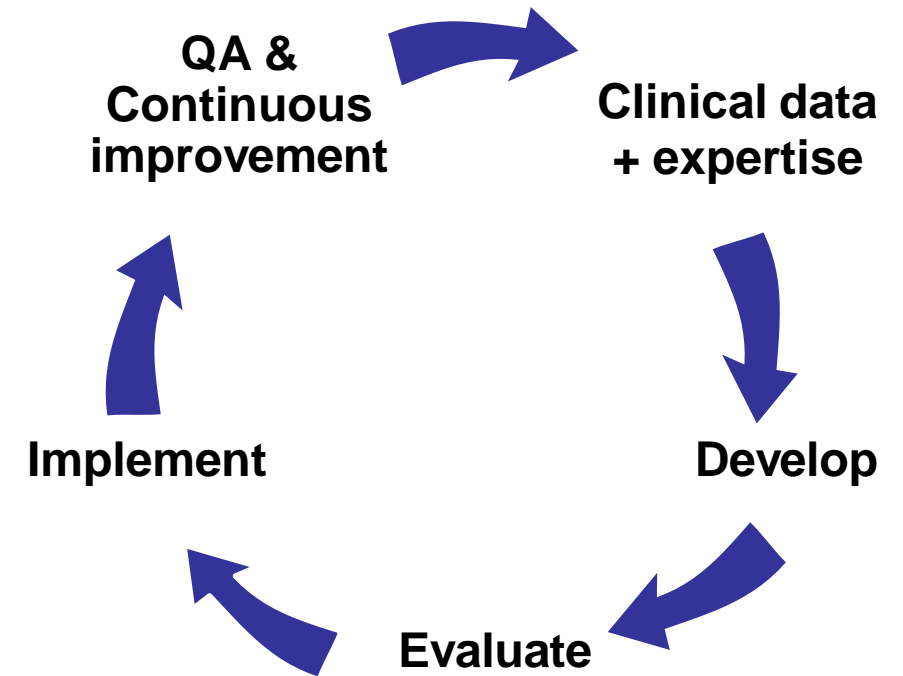 QA &
Continuous
improvement
Clinical data
+ expertise
Develop
Evaluate
Implement